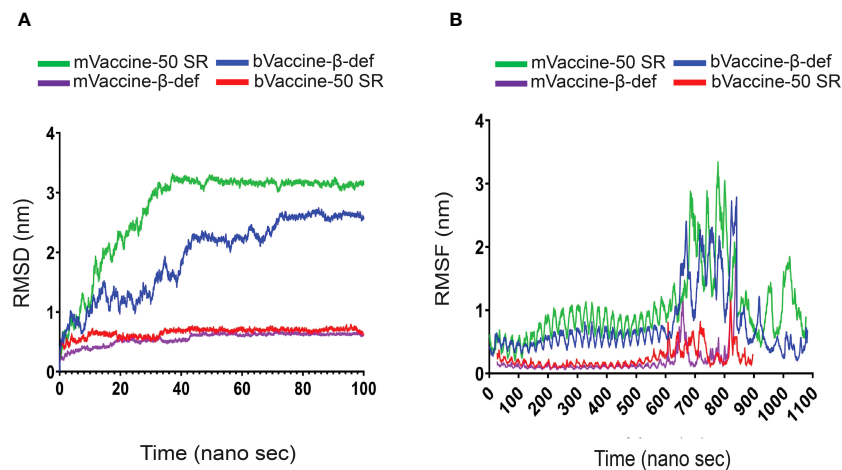 A
mVaccine-50 SR bVaccine-β-def
mVaccine-β-def bVaccine-50 SR
RMSD (nm)
4
3
2
1
0
0 20 40 60 80 100
Time (nano sec)
B
mVaccine-50 SR bVaccine-β-def
mVaccine-β-def bVaccine-50 SR
RMSF (nm)
4
3
2
1
0
0 100 200 300 400 500 600 700 800 900 1000 1100
Time (nano sec)